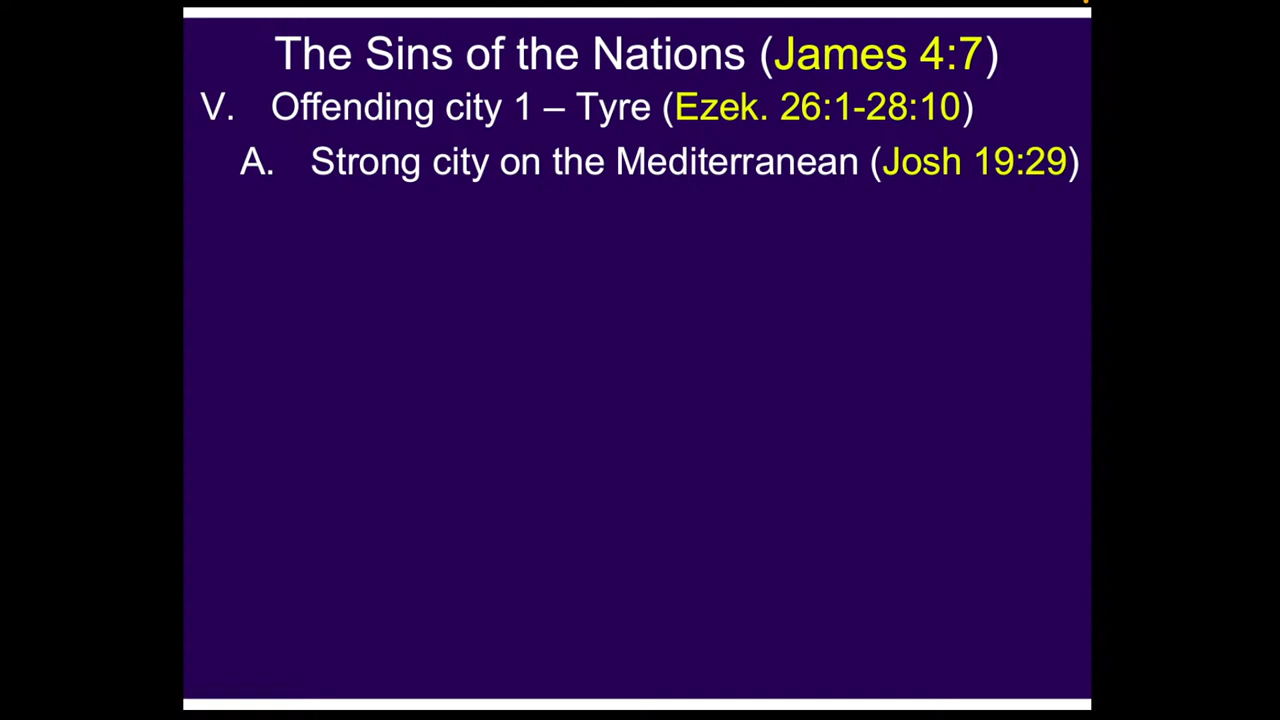 The Sins of the Nations (James 4:7)
V. Offending city 1 – Tyre (Ezek. 26:1-28:10)
A. Strong city on the Mediterranean (Josh 19:29)